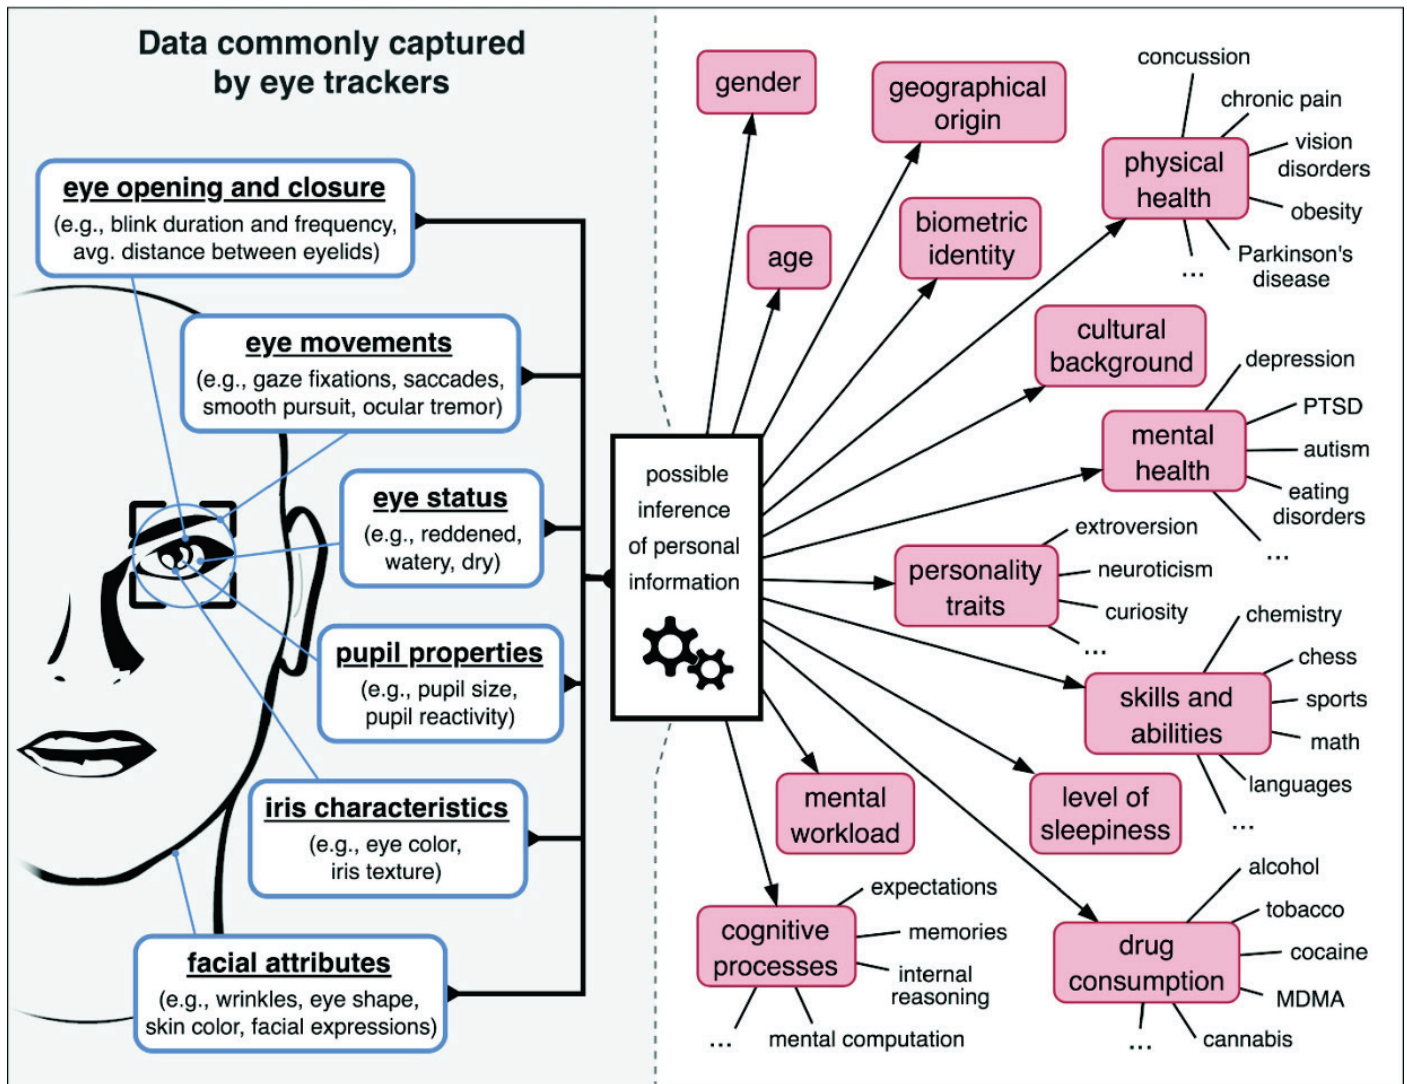 Data commonly captured
by eye trackers
eye opening and closure
(e.g., blink duration and frequency,
avg. distance between eyelids)
eye movements
(e.g., gaze fixations, saccades,
smooth pursuit, ocular tremor)
eye status
(e.g., reddened,
watery, dry)
pupil properties
(e.g., pupil size,
pupil reactivity)
iris characteristics
(e.g., eye color,
iris texture)
facial attributes
(e.g., wrinkles, eye shape,
skin color, facial expressions)
possible
inference
of personal
information
gender
geographical
origin
age
biometric
identity
physical
health
concussion
chronic pain
vision
disorders
obesity
Parkinson's
disease
...
cultural
background
mental
health
depression
PTSD
autism
eating
disorders
...
personality
traits
extroversion
neuroticism
curiosity
...
skills and
abilities
chemistry
chess
sports
math
languages
...
mental
workload
level of
sleepiness
cognitive
processes
expectations
memories
internal
reasoning
mental computation
...
drug
consumption
alcohol
tobacco
cocaine
MDMA
cannabis
...